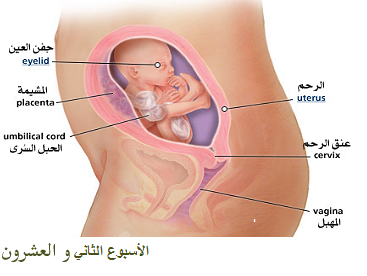 جفن العين
eyelid
المشيمة
placenta
umbilical cord
الحبل السرى
الرحم
uterus
عنق الرحم
cervix
vagina
المهبل
الأسبوع الثاني و العشرون